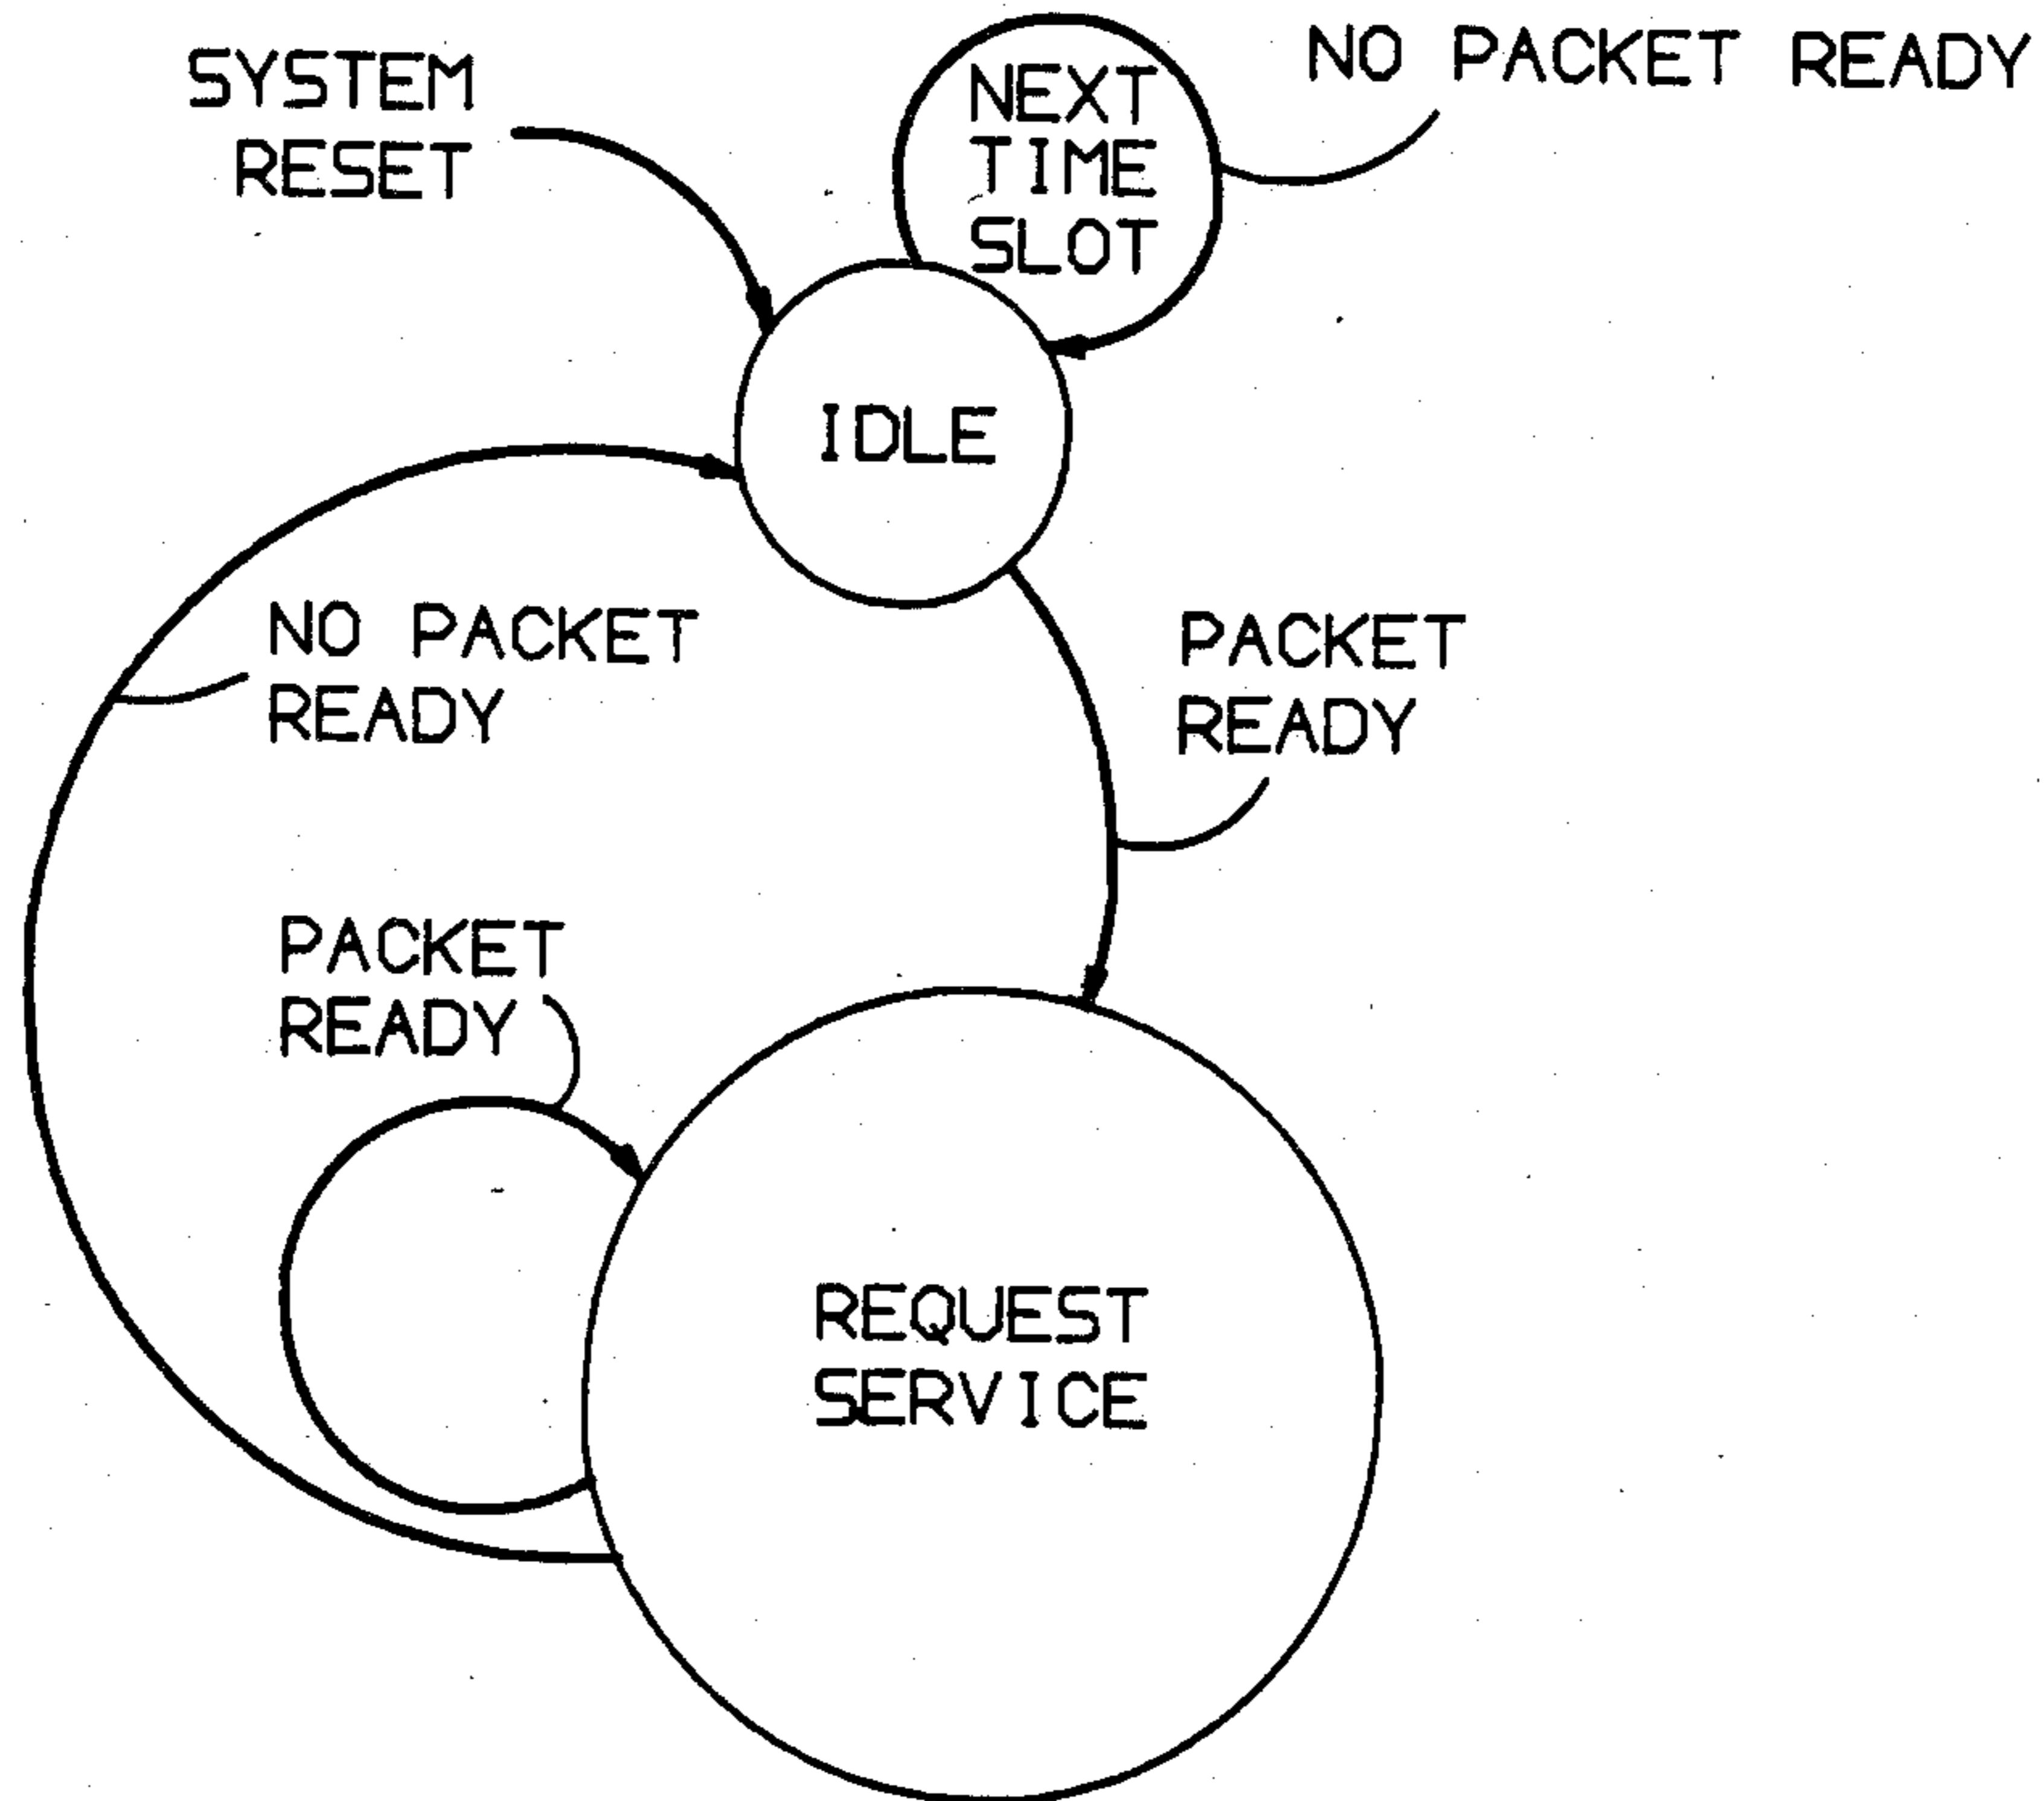 SYSTEM
RESET
NEXT
TIME
SLOT
NO PACKET READY
IDLE
NO PACKET
READY
PACKET
READY
PACKET
READY
REQUEST
SERVICE